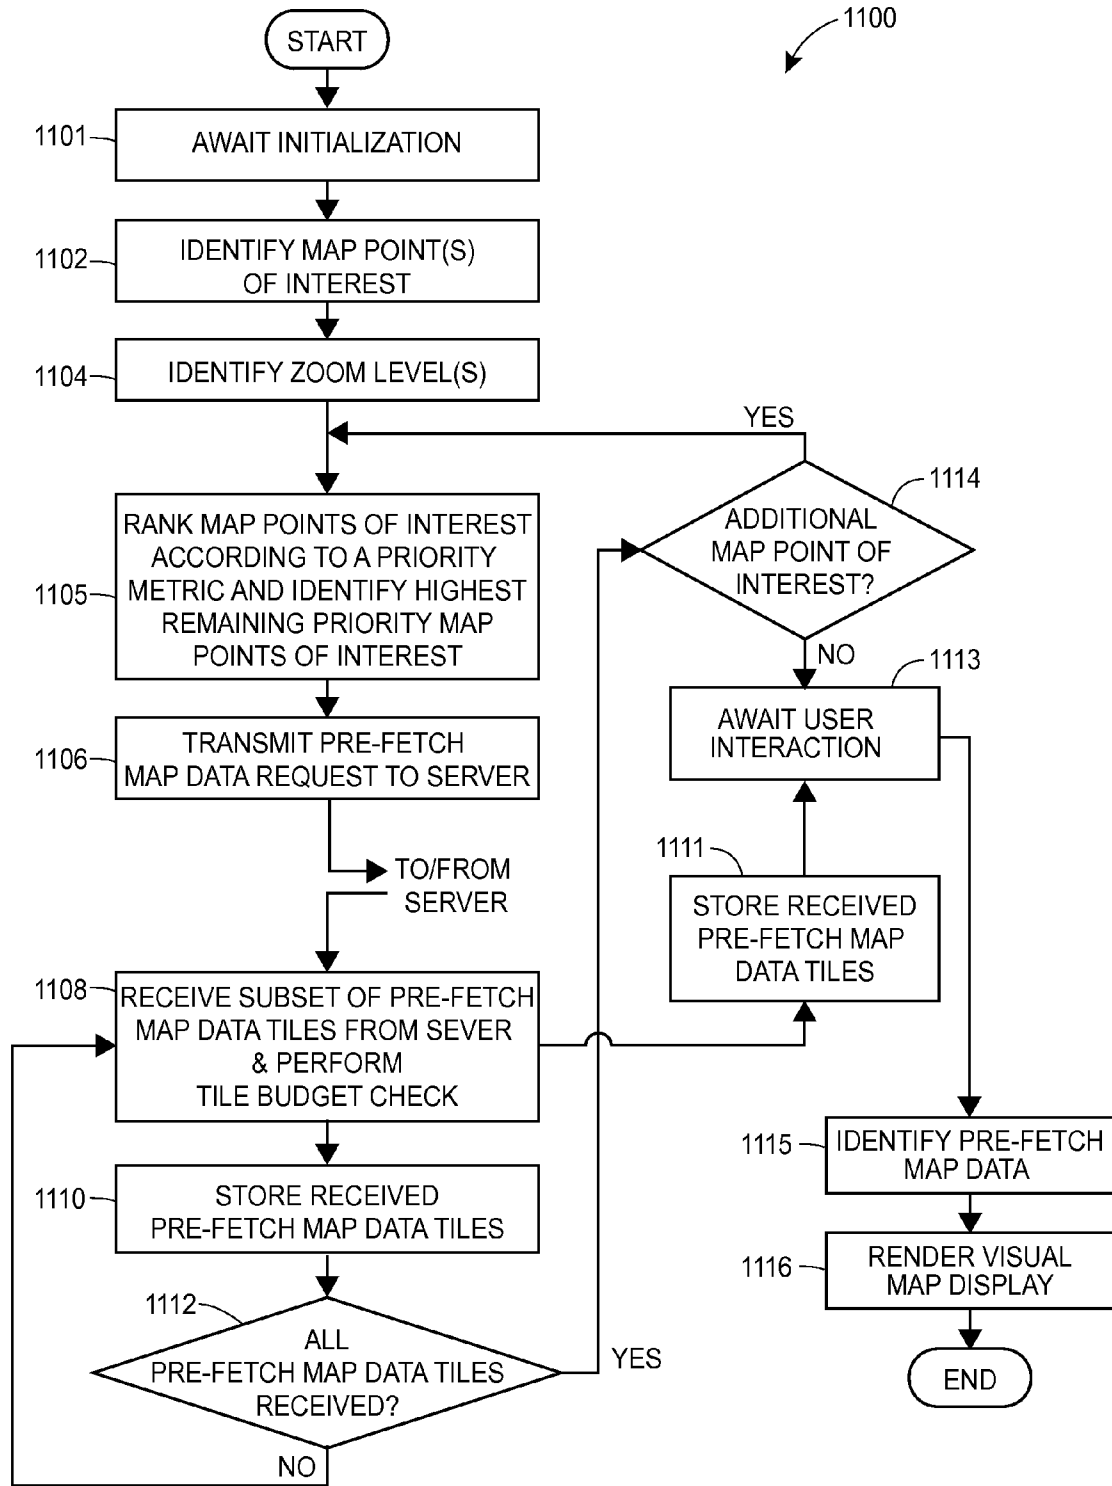 START
1100
1101
AWAIT INITIALIZATION
1102
IDENTIFY MAP POINT(S)
OF INTEREST
1104
IDENTIFY ZOOM LEVEL(S)
YES
1105
RANK MAP POINTS OF INTEREST
ACCORDING TO A PRIORITY
METRIC AND IDENTIFY HIGHEST
REMAINING PRIORITY MAP
POINTS OF INTEREST
1114
ADDITIONAL
MAP POINT OF
INTEREST?
NO
1106
TRANSMIT PRE-FETCH
MAP DATA REQUEST TO SERVER
1113
AWAIT USER
INTERACTION
TO/FROM
SERVER
1111
STORE RECEIVED
PRE-FETCH MAP
DATA TILES
1108
RECEIVE SUBSET OF PRE-FETCH
MAP DATA TILES FROM SEVER
& PERFORM
TILE BUDGET CHECK
1110
STORE RECEIVED
PRE-FETCH MAP DATA TILES
1115
IDENTIFY PRE-FETCH
MAP DATA
1116
RENDER VISUAL
MAP DISPLAY
1112
ALL
PRE-FETCH MAP DATA TILES
RECEIVED?
YES
NO
END